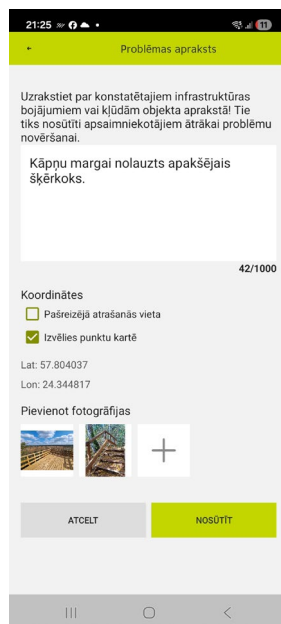 21:25
11
Problēmas apraksts
Uzrakstiet par konstatētajiem infrastruktūras
bojājumiem vai kļūdām objekta aprakstā! Tie
tiks nosūtīti apsaimniekotājiem ātrākai problēmu
novēršanai.
Kāpņu margai nolauzts apakšējais
šķērkoks.
42/1000
Koordinātes
Pašreizējā atrašanās vieta
Izvēlies punktu kartē
Lat: 57.804037
Lon: 24.344817
Pievienot fotogrāfijas
ATCELT
NOSŪTĪT